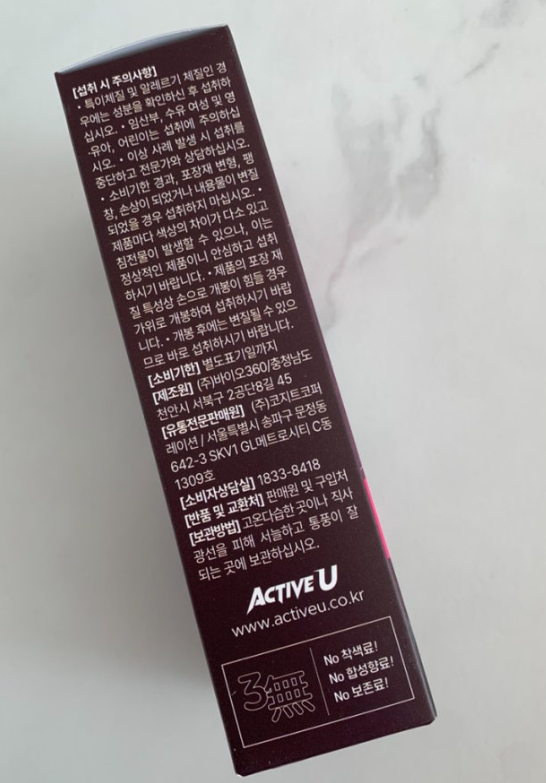 [섭취 시 주의사항]
• 특이체질 및 알레르기 체질인 경
우에는 성분을 확인하신 후 섭취하
십시오. • 임산부, 수유 여성 및 영
유아, 어린이는 섭취에 주의하십
시오. • 이상 사례 발생 시 섭취를
중단하고 전문가와 상담하십시오.
• 소비기한 경과, 포장재 변형, 팽
창, 손상이 되었거나 내용물이 변질
되었을 경우 섭취하지 마십시오. •
제품마다 색상의 차이가 다소 있고
침전물이 발생할 수 있으나, 이는
정상적인 제품이니 안심하고 섭취
하시기 바랍니다. • 제품의 포장 재
질 특성상 손으로 개봉이 힘들 경우
가위로 개봉하여 섭취하시기 바랍
니다. • 개봉 후에는 변질될 수 있으
므로 바로 섭취하시기 바랍니다.
[소비기한] 별도표기일까지
[제조원] (주)바이오360/충청남도
천안시 서북구 2공단8길 45
[유통전문판매원] (주)코지트코퍼
레이션 / 서울특별시 송파구 문정동
642-3 SKV1 GL메트로시티 C동
1309호
[소비자상담실] 1833-8418
[반품 및 교환처] 판매원 및 구입처
[보관방법] 고온다습한 곳이나 직사
광선을 피해 서늘하고 통풍이 잘
되는 곳에 보관하십시오.
ACTIVE U
www.activeu.co.kr
3無
No 착색료!
No 합성향료!
No 보존료!